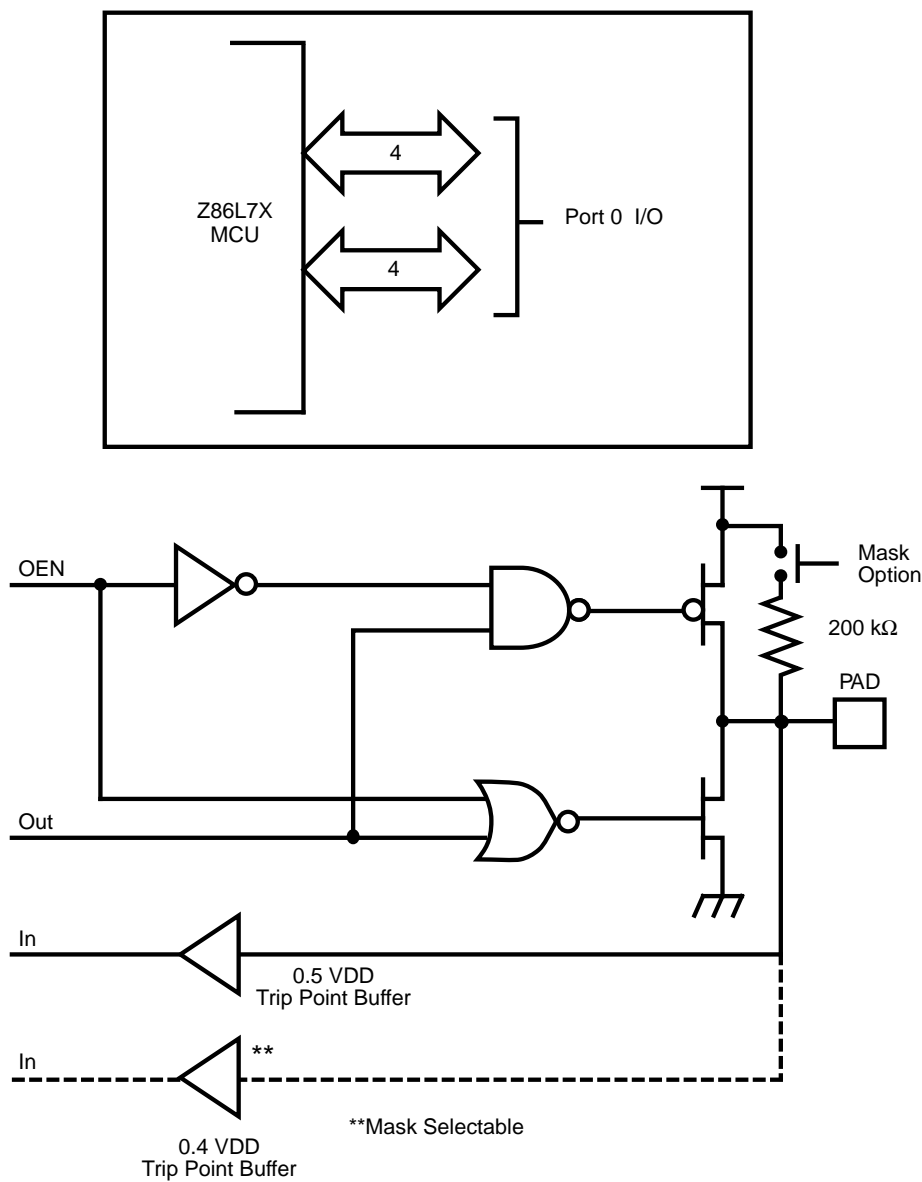 Z86L7X
MCU
4
4
Port 0 I/O
OEN
Mask
Option
200 kΩ
PAD
Out
In
0.5 VDD
Trip Point Buffer
In
**
**Mask Selectable
0.4 VDD
Trip Point Buffer